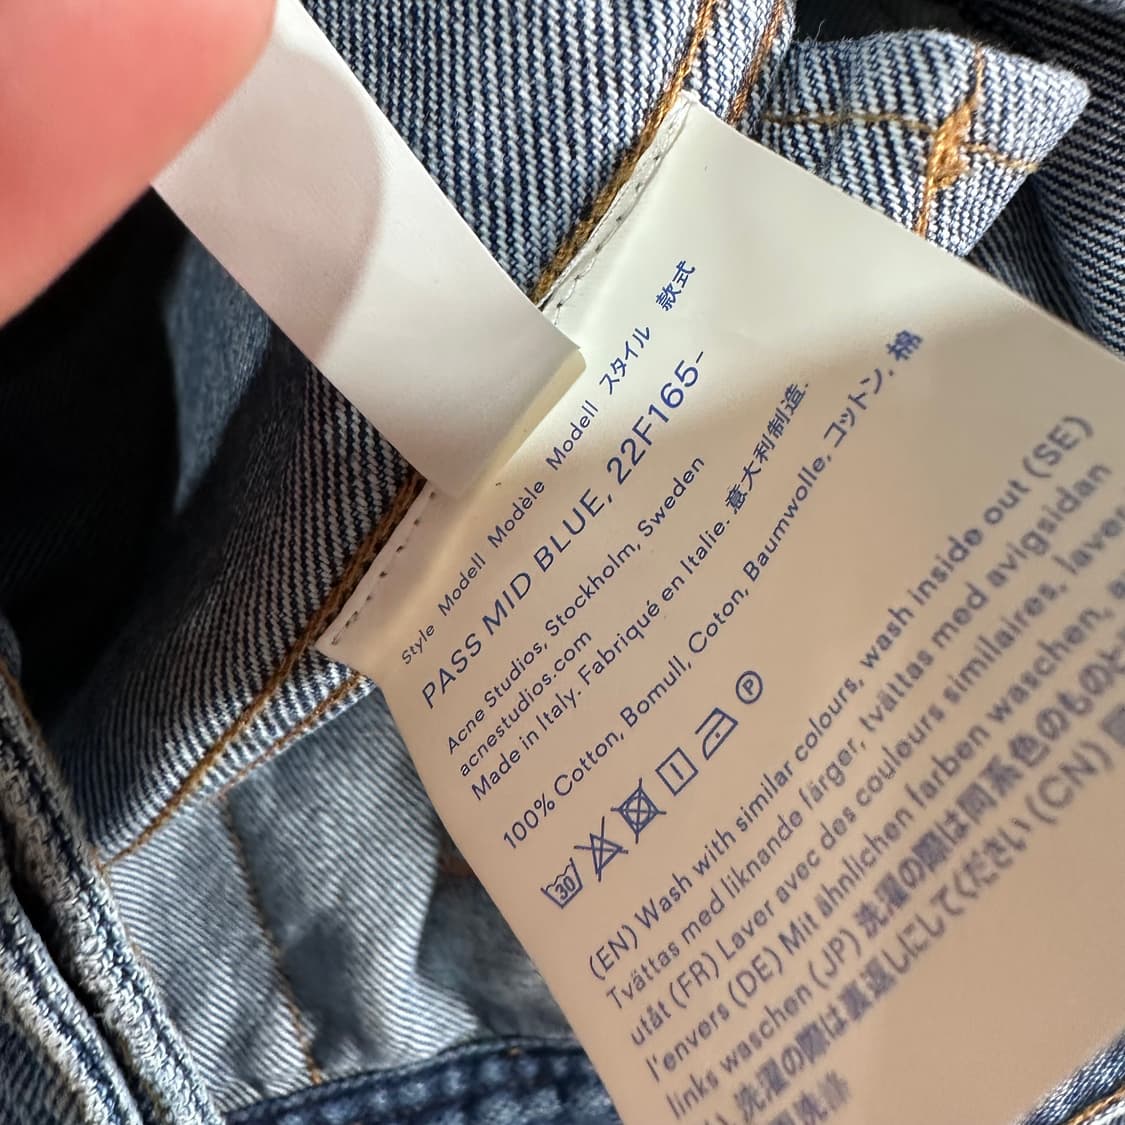 Style Modell Modèle Modell スタイル 款式
PASS MID BLUE, 22F165-
Acne Studios, Stockholm, Sweden
acnestudios.com
Made in Italy. Fabriqué en Italie. 意大利制造.
100% Cotton, Bomull, Coton, Baumwolle, コットン, 棉
30 P
(EN) Wash with similar colours, wash inside out (SE)
Tvättas med liknande färger, tvättas med avigsidan
utåt (FR) Laver avec des couleurs similaires, laver
l'envers (DE) Mit ähnlichen farben waschen,
links waschen (JP) 洗濯の際は同系色のものと
洗濯の際は裏返しにしてください (CN)